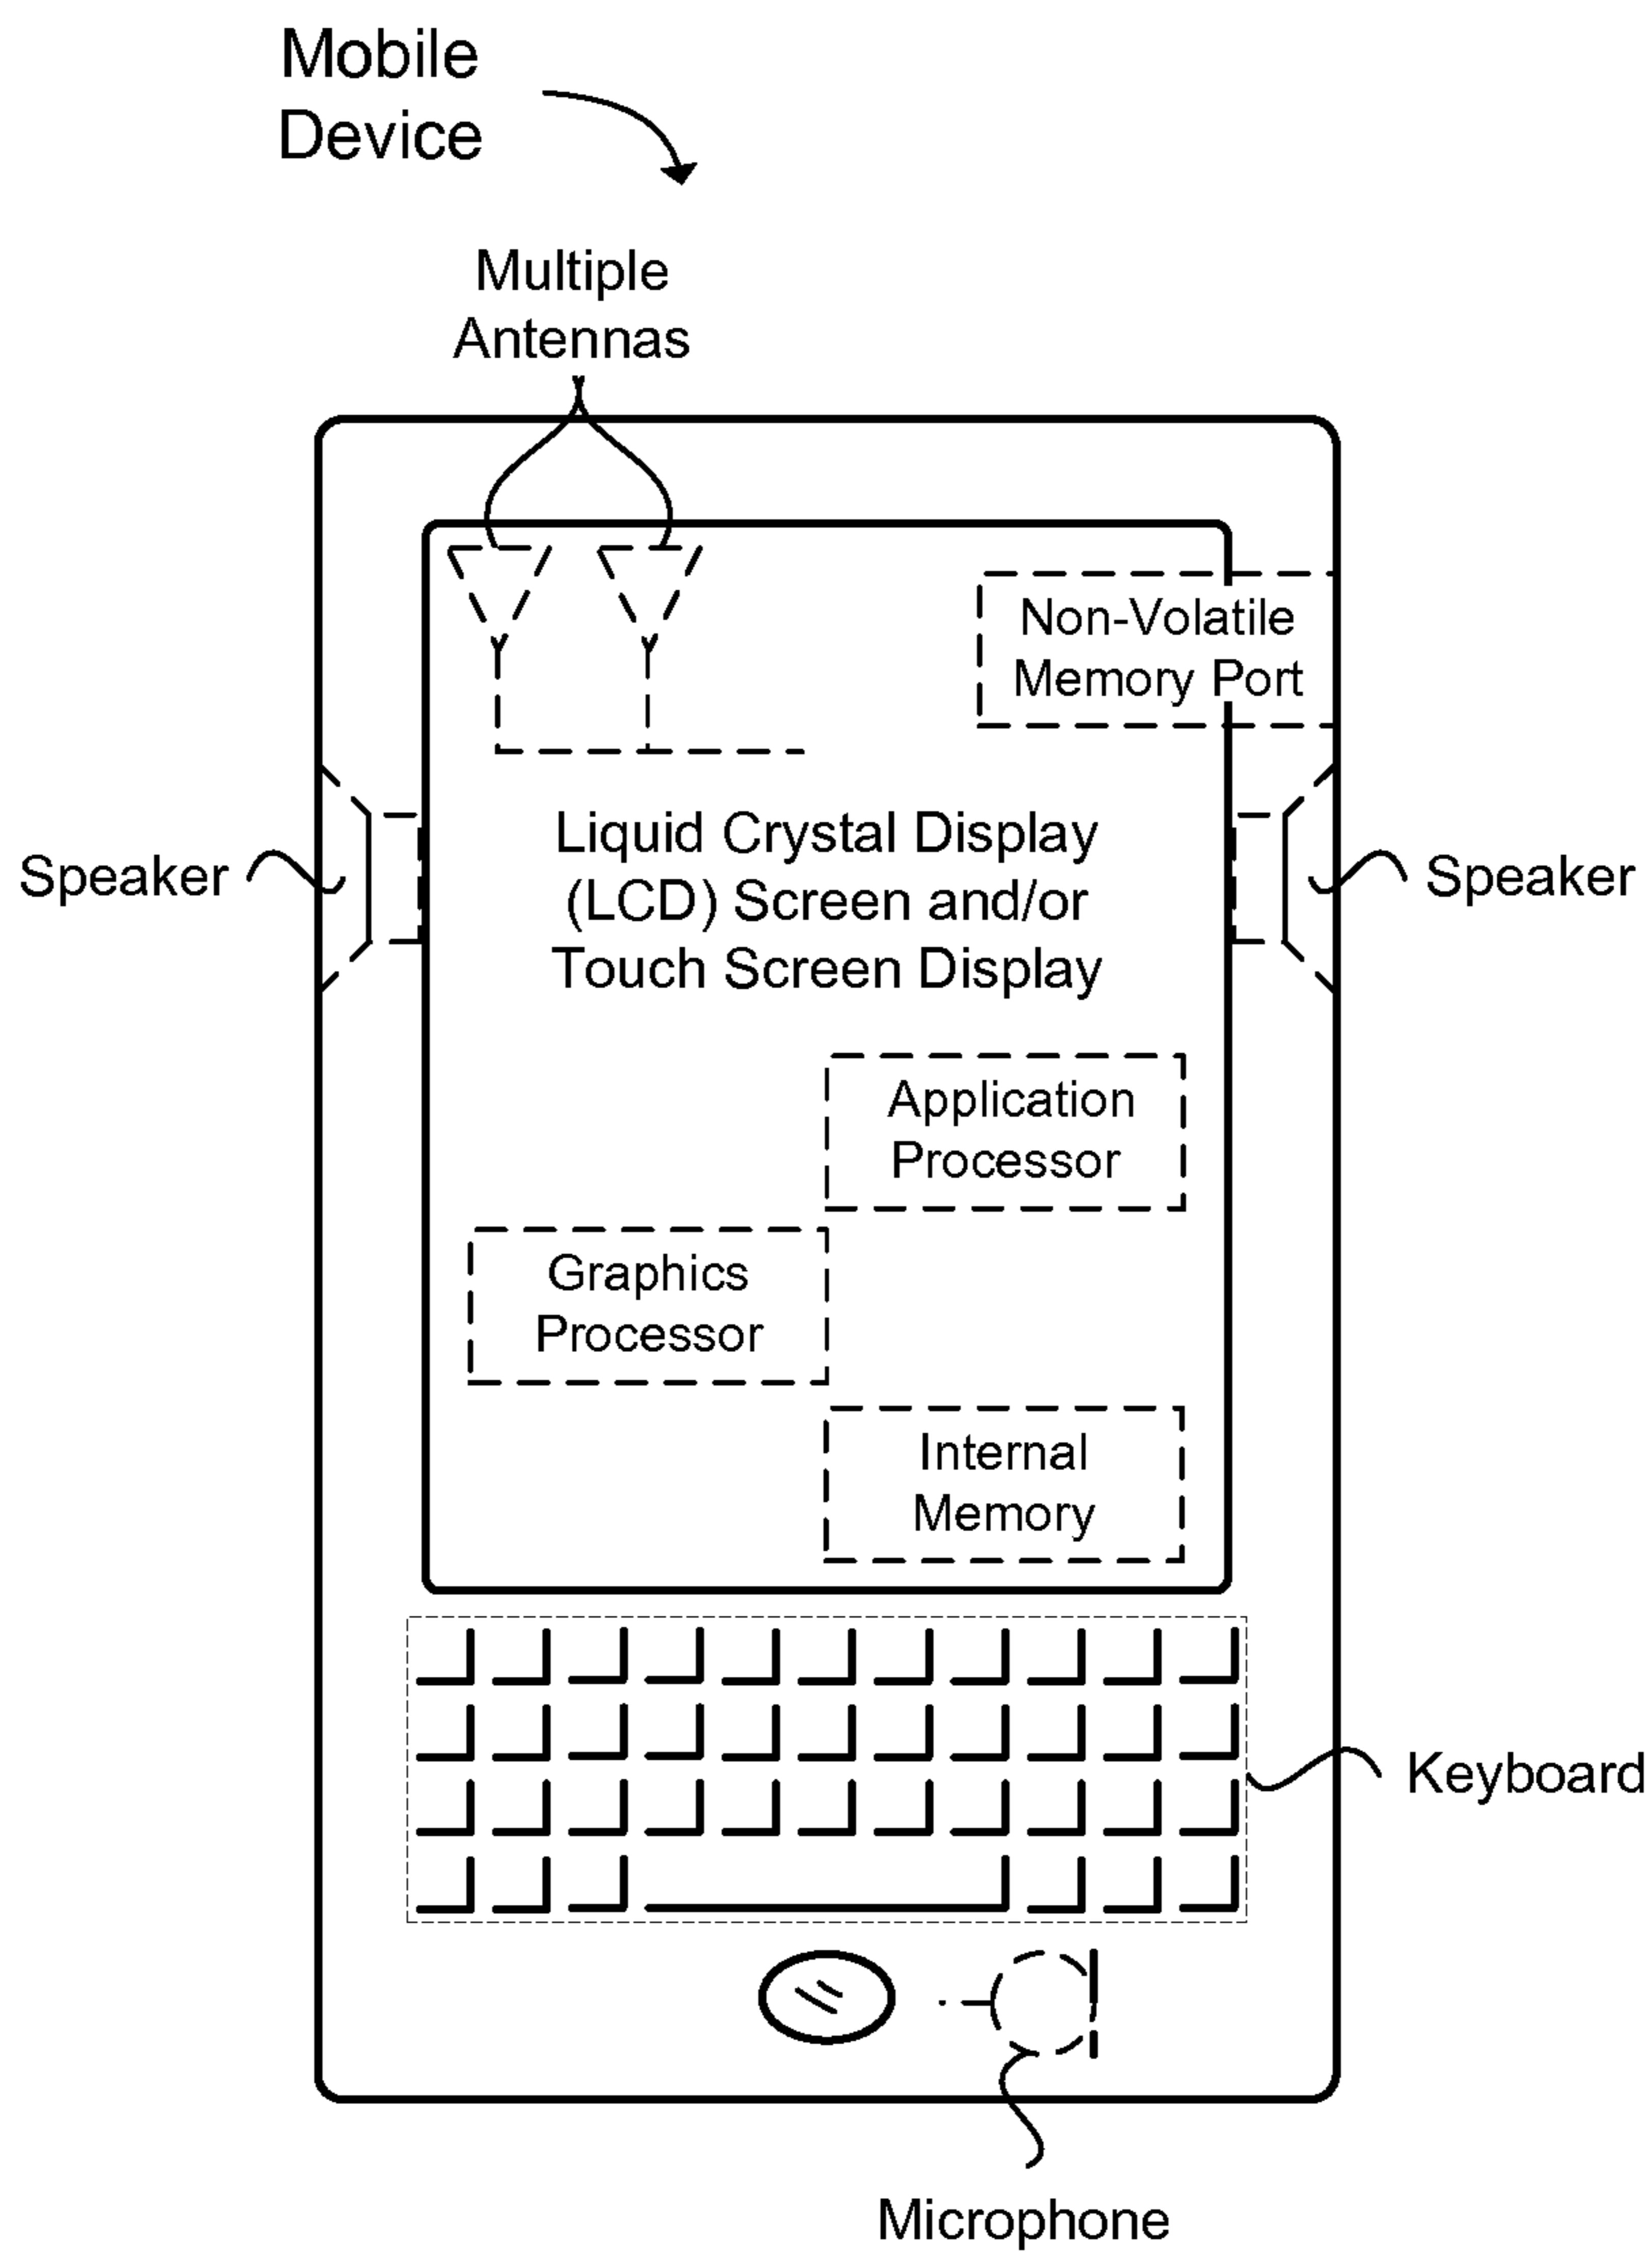 Mobile
Device
Multiple
Antennas
Non-Volatile
Memory Port
Speaker
Liquid Crystal Display
(LCD) Screen and/or
Touch Screen Display
Speaker
Application
Processor
Graphics
Processor
Internal
Memory
Keyboard
Microphone